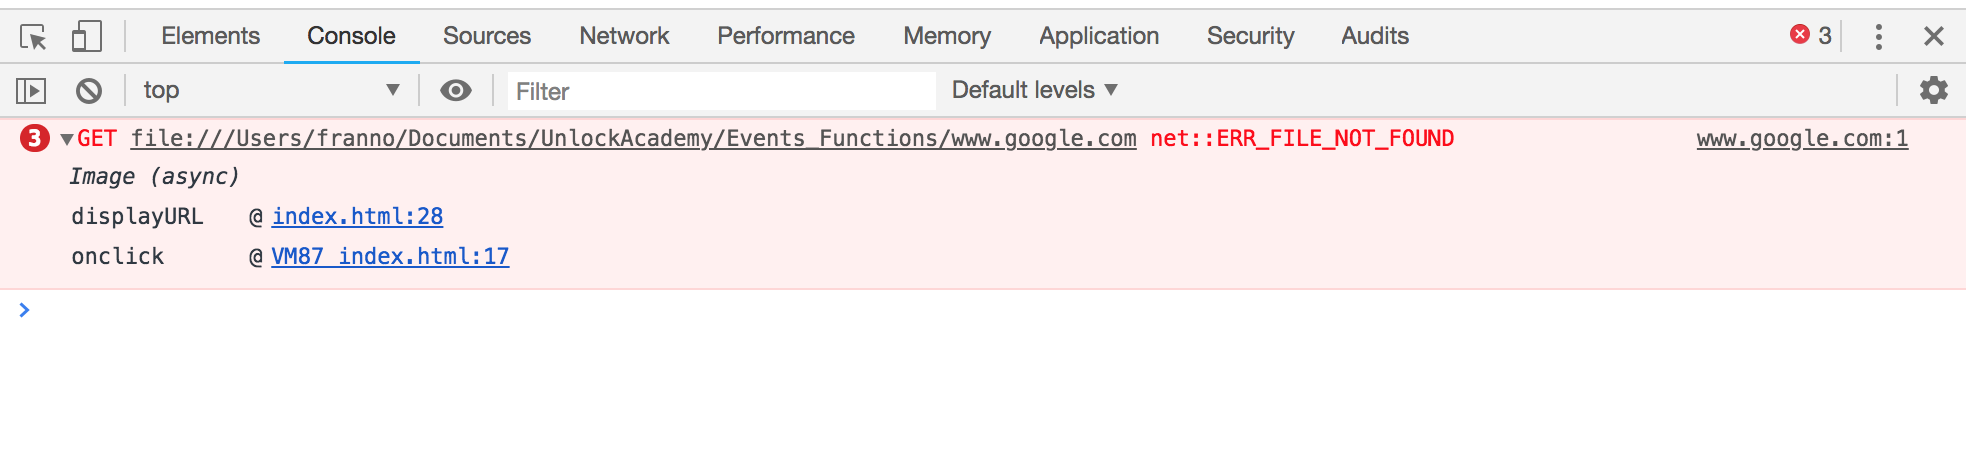 Elements Console Sources Network Performance Memory Application Security Audits 3
top Filter Default levels
3 GET file:///Users/franno/Documents/UnlockAcademy/Events_Functions/www.google.com net::ERR_FILE_NOT_FOUND www.google.com:1
Image (async)
displayURL @ index.html:28
onclick @ VM87 index.html:17